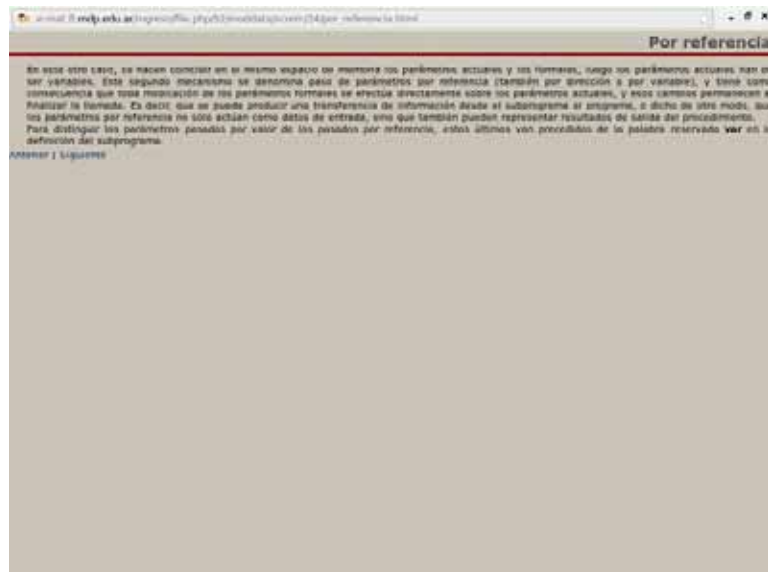 Por referencia
En este otro caso, se hacen coincidir en el mismo espacio de memoria los parámetros actuales y los formales, luego los parámetros actuales han
ser variables. Este segundo mecanismo se denomina paso de parámetros por referencia (también por dirección o por variable), y tiene com
consecuencia que toda modificación de los parámetros formales se efectúa directamente sobre los parámetros actuales, y esos cambios permanecen
finalizar la llamada. Es decir, que se puede producir una transferencia de información desde el subprograma al programa, o dicho de otro modo, qu
los parámetros por referencia no sólo actúan como datos de entrada, sino que también pueden representar resultados de salida del procedimiento.
Para distinguir los parámetros pasados por valor de los pasados por referencia, estos últimos van precedidos de la palabra reservada var en
definición del subprograma.
Anterior | Siguiente